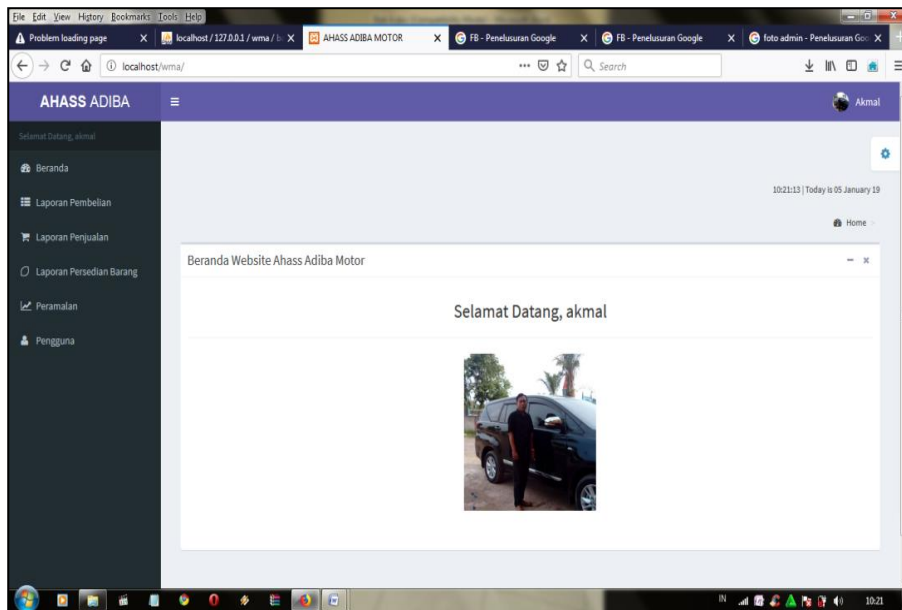 File Edit View History Bookmarks Tools Help
Problem loading page
localhost / 127.0.0.1 / wma / b
AHASS ADIBA MOTOR
FB - Penelusuran Google
FB - Penelusuran Google
foto admin - Penelusuran Goo
localhost/wma/
Search
AHASS ADIBA
Akmal
Selamat Datang, akmal
Beranda
Laporan Pembelian
Laporan Penjualan
Laporan Persedian Barang
Peramalan
Pengguna
10:21:13 | Today is 05 January 19
Home
Beranda Website Ahass Adiba Motor
Selamat Datang, akmal
IN
10:21